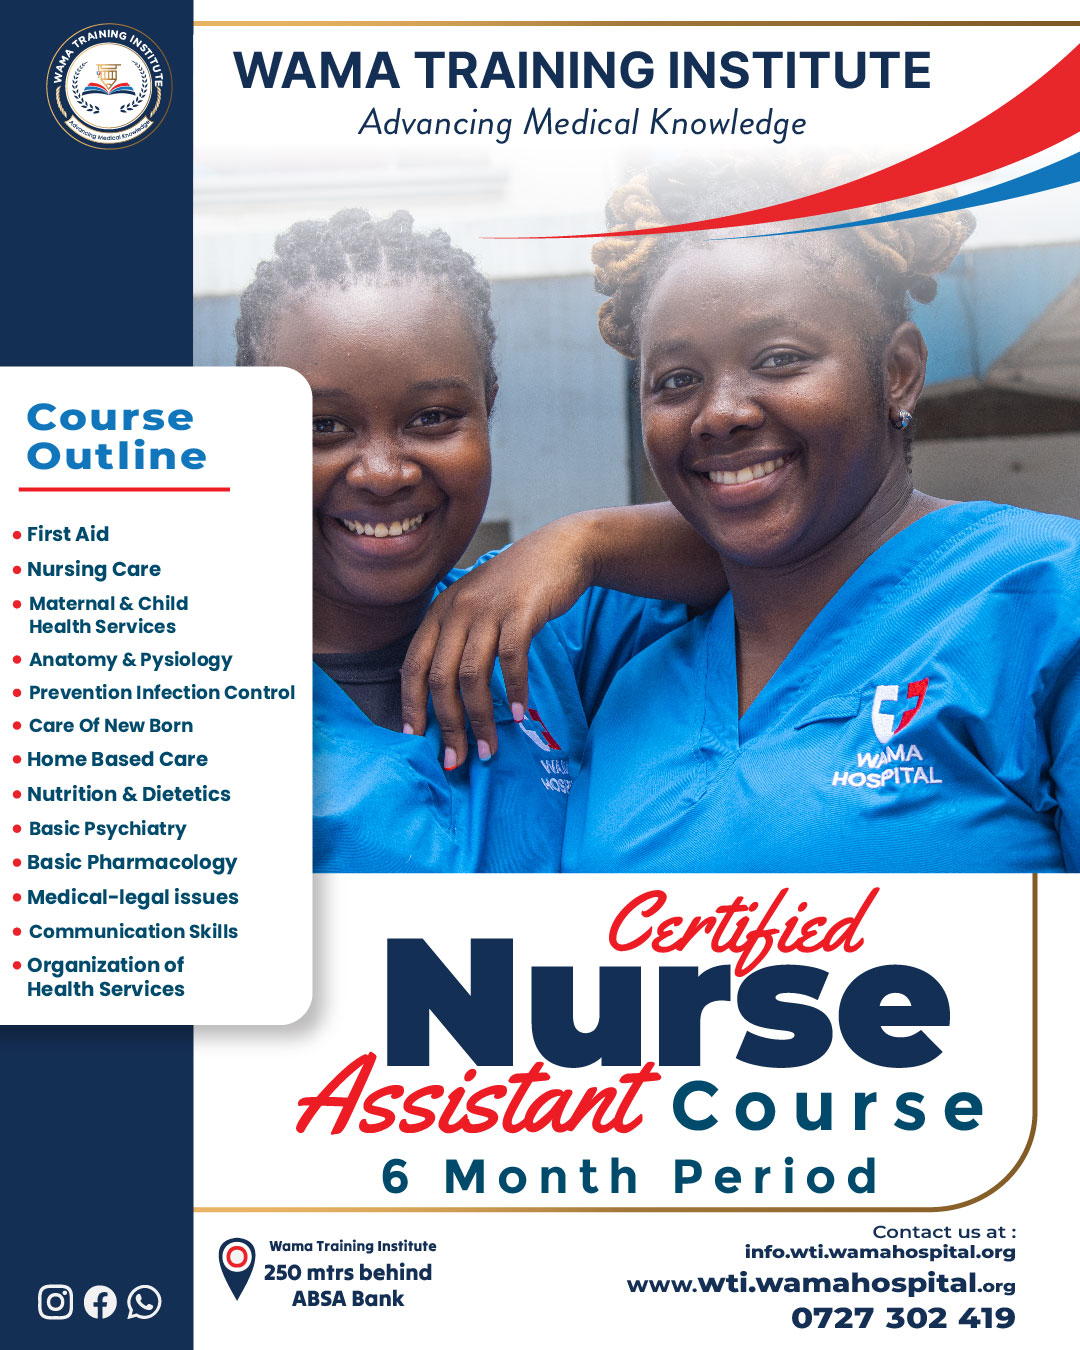 WAMA TRAINING INSTITUTE
Advancing Medical Knowledge
WAMA TRAINING INSTITUTE
Advancing Medical Knowledge
Course
Outline
First Aid
Nursing Care
Maternal & Child
Health Services
Anatomy & Pysiology
Prevention Infection Control
Care Of New Born
Home Based Care
Nutrition & Dietetics
Basic Psychiatry
Basic Pharmacology
Medical-legal issues
Communication Skills
Organization of
Health Services
WAMA
HOSPITAL
Certified
Nurse
Assistant Course
6 Month Period
Wama Training Institute
250 mtrs behind
ABSA Bank
Contact us at :
info.wti.wamahospital.org
www.wti.wamahospital.org
0727 302 419